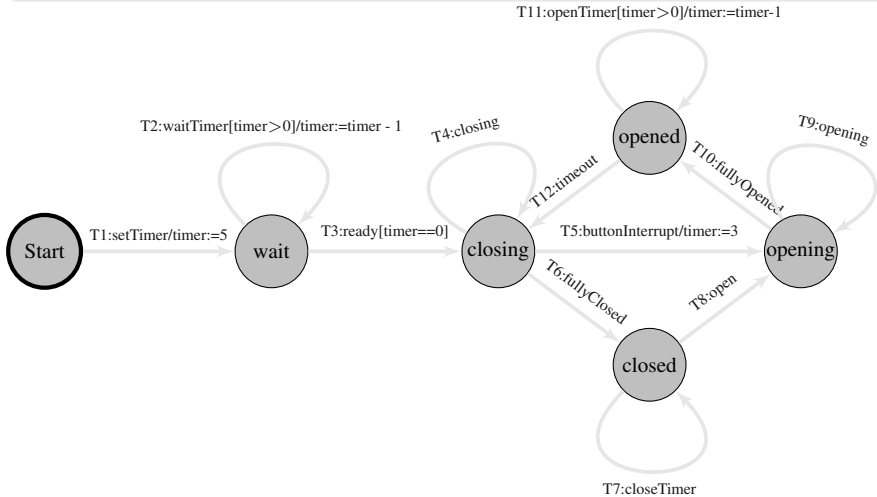 T11:openTimer[timer>0]/timer:=timer-1
T2:waitTimer[timer>0]/timer:=timer - 1
T4:closing
opened
T9:opening
T12:timeout
T10:fullyOpened
Start
T1:setTimer/timer:=5
wait
T3:ready[timer==0]
closing
T5:buttonInterrupt/timer:=3
opening
T6:fullyClosed
T8:open
closed
T7:closeTimer